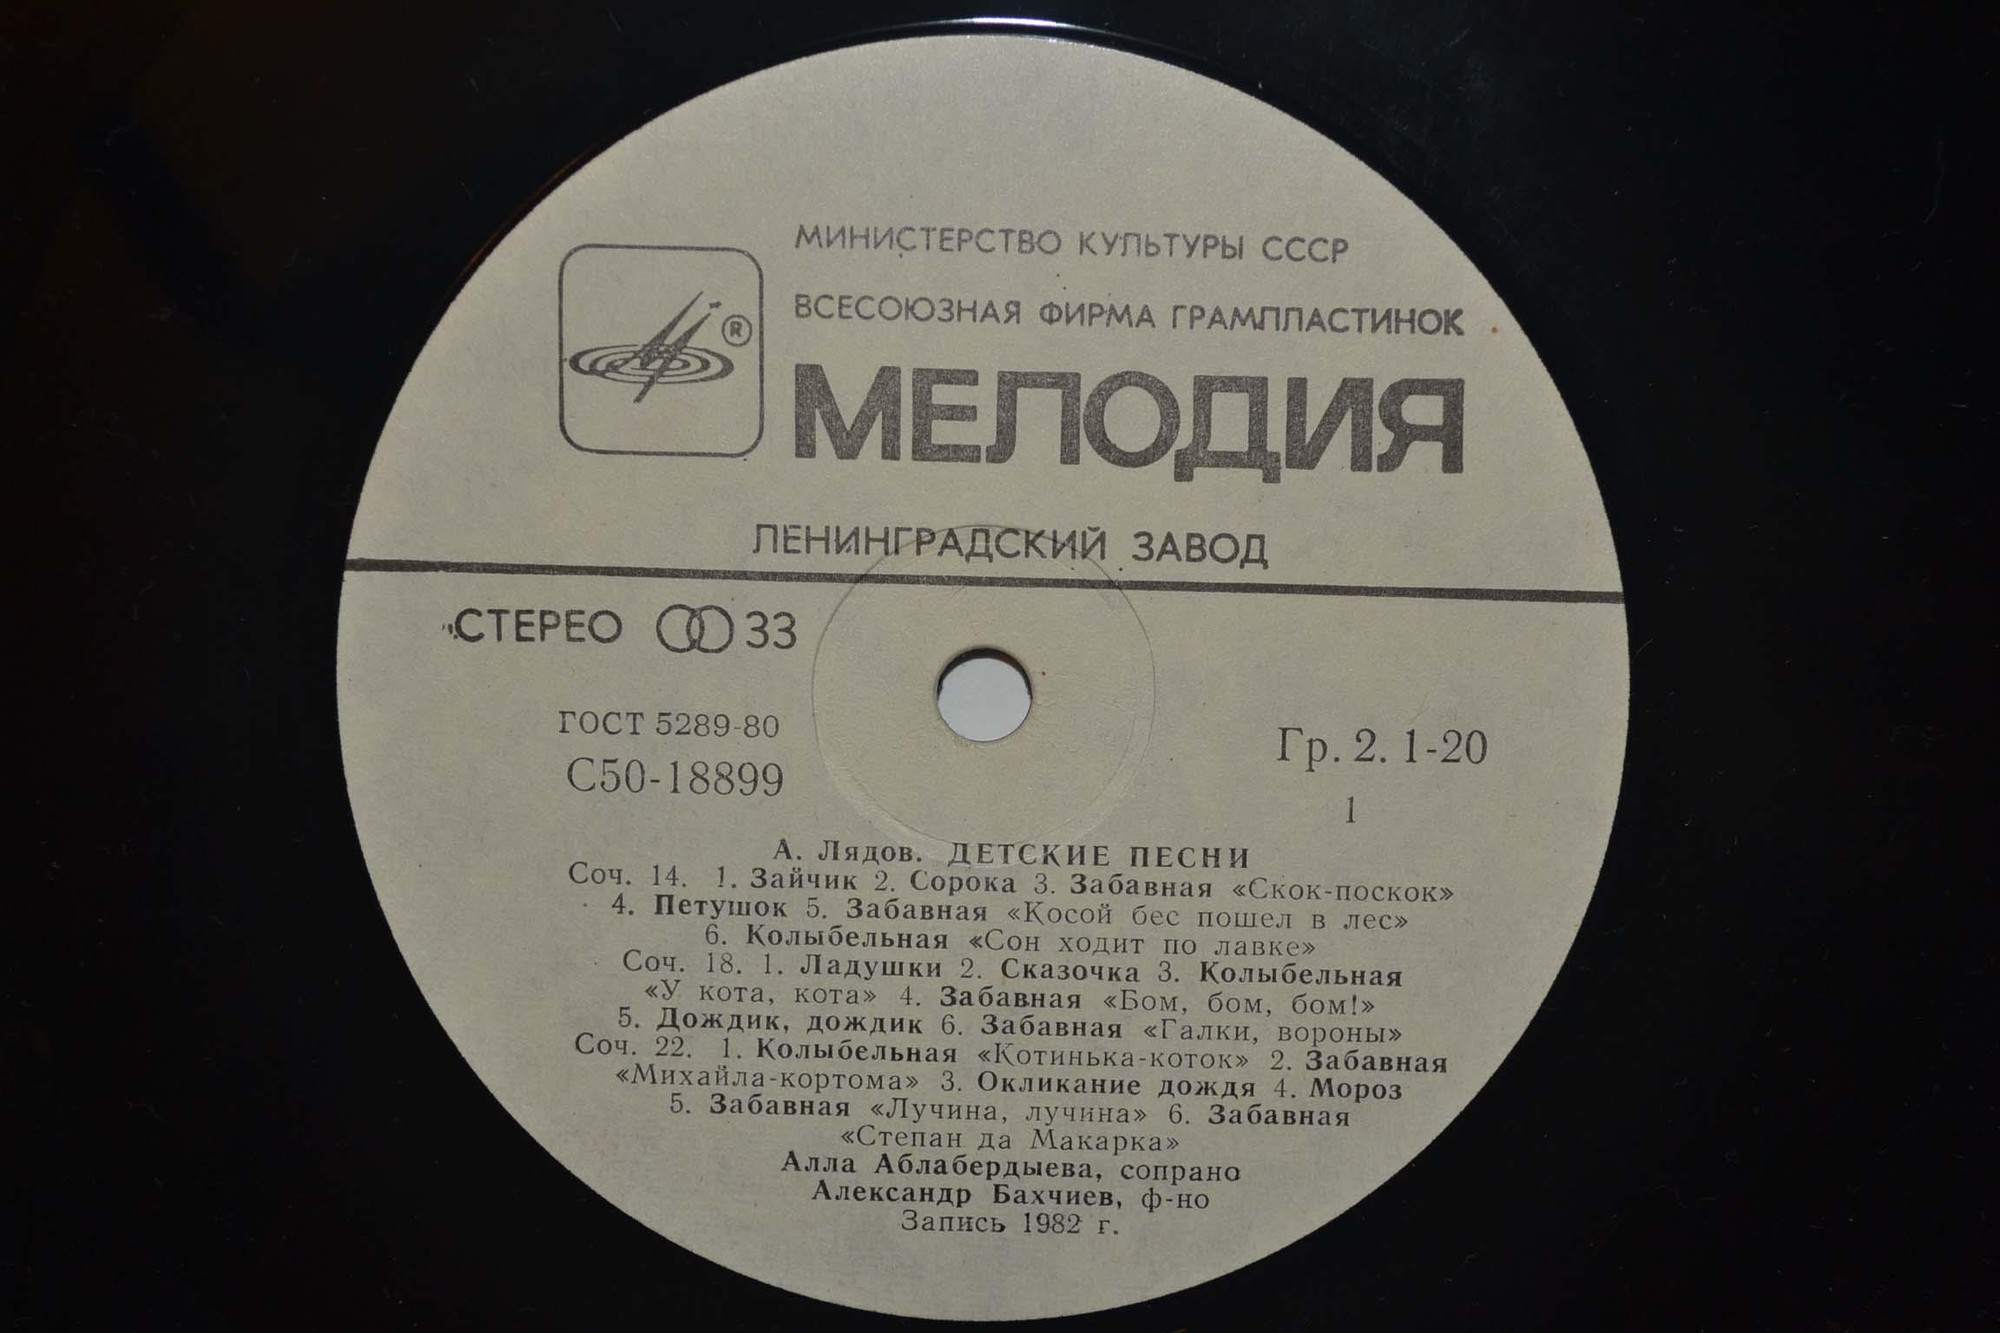 МИНИСТЕРСТВО КУЛЬТУРЫ СССР
ВСЕСОЮЗНАЯ ФИРМА ГРАМПЛАСТИНОК
®
МЕЛОДИЯ
ЛЕНИНГРАДСКИЙ ЗАВОД
СТЕРЕО 33
ГОСТ 5289-80
С50-18899
Гр. 2. 1-20
1
А. Лядов. ДЕТСКИЕ ПЕСНИ
Соч. 14. 1. Зайчик 2. Сорока 3. Забавная «Скок-поскок»
4. Петушок 5. Забавная «Косой бес пошел в лес»
6. Колыбельная «Сон ходит по лавке»
Соч. 18. 1. Ладушки 2. Сказочка 3. Колыбельная
«У кота, кота» 4. Забавная «Бом, бом, бом!»
5. Дождик, дождик 6. Забавная «Галки, вороны»
Соч. 22. 1. Колыбельная «Котинька-коток» 2. Забавная
«Михайла-кортома» 3. Окликание дождя 4. Мороз
5. Забавная «Лучина, лучина» 6. Забавная
«Степан да Макарка»
Алла Аблабердыева, сопрано
Александр Бахчиев, ф-но
Запись 1982 г.